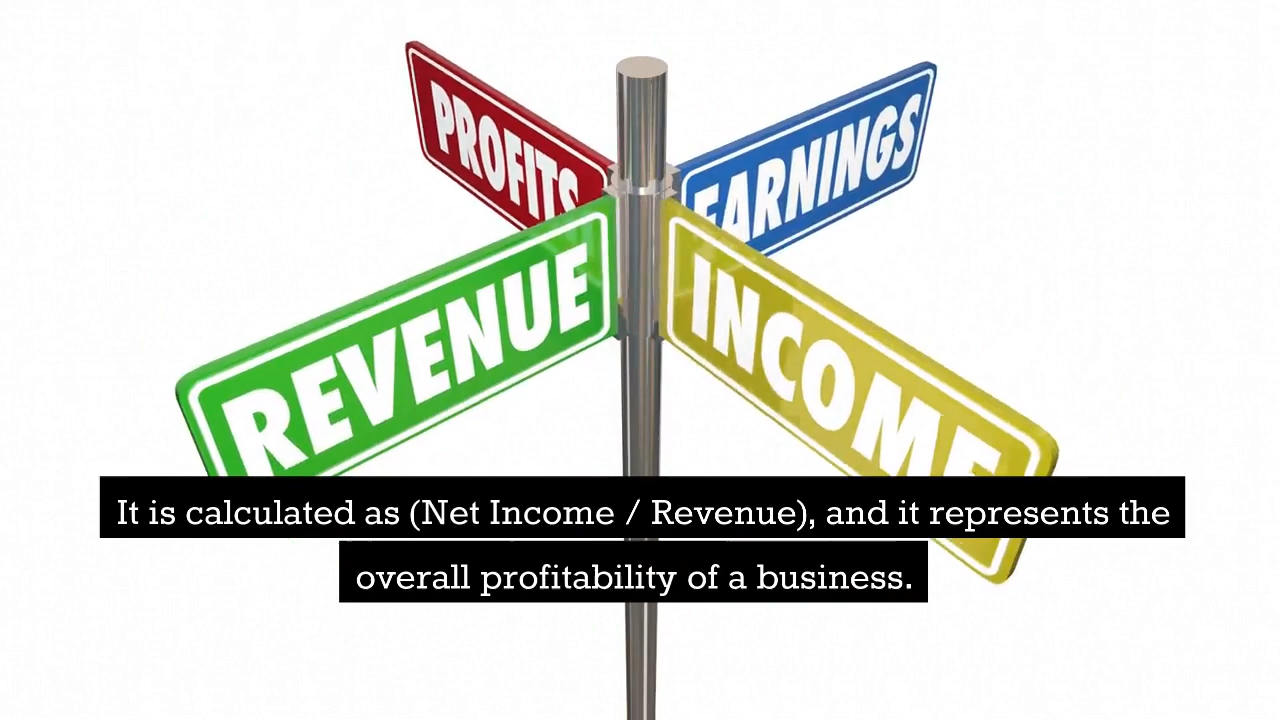 PROFITS
EARNINGS
REVENUE
INCOME
It is calculated as (Net Income / Revenue), and it represents the
overall profitability of a business.